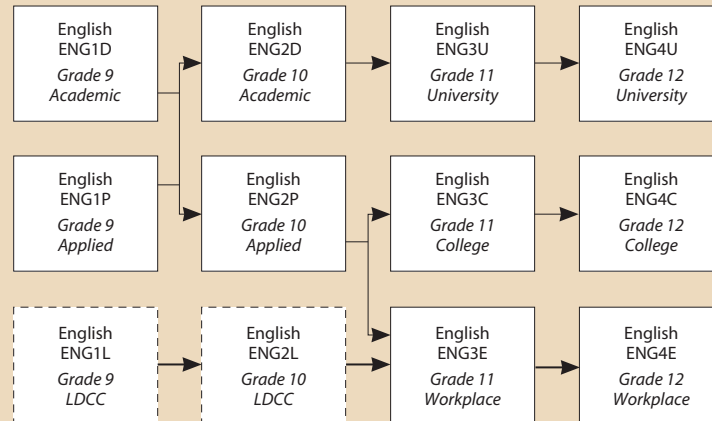 English
ENG1D
Grade 9
Academic
English
ENG2D
Grade 10
Academic
English
ENG3U
Grade 11
University
English
ENG4U
Grade 12
University
English
ENG1P
Grade 9
Applied
English
ENG2P
Grade 10
Applied
English
ENG3C
Grade 11
College
English
ENG4C
Grade 12
College
English
ENG1L
Grade 9
LDCC
English
ENG2L
Grade 10
LDCC
English
ENG3E
Grade 11
Workplace
English
ENG4E
Grade 12
Workplace